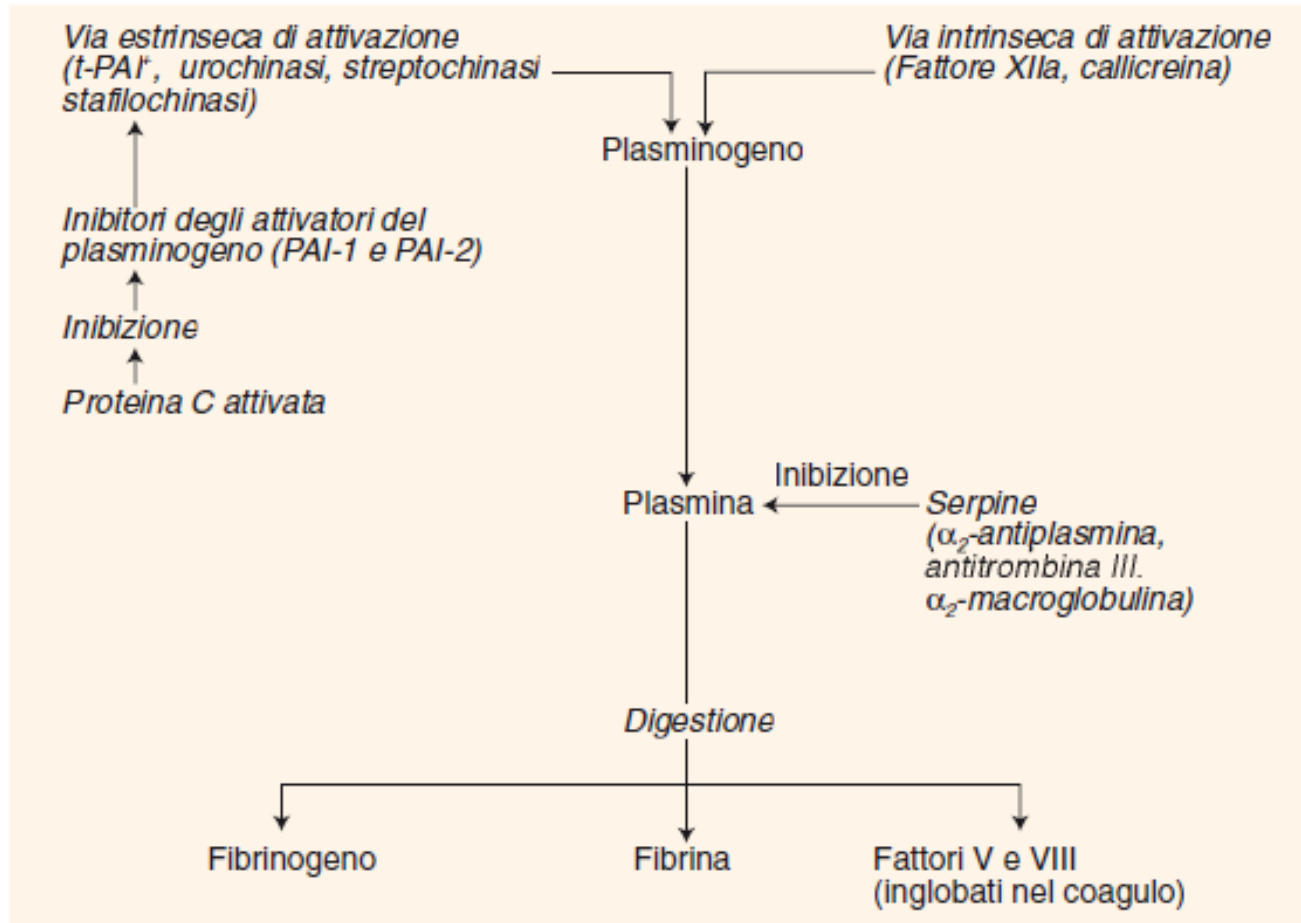 Via estrinseca di attivazione
(t-PAI⁺, urochinasi, streptochinasi
stafilochinasi)
Via intrinseca di attivazione
(Fattore XIIa, callicreina)
Plasminogeno
Inibitori degli attivatori del
plasminogeno (PAI-1 e PAI-2)
Inibizione
Proteina C attivata
Inibizione
Plasmina
Serpine
(α₂-antiplasmina,
antitrombina III.
α₂-macroglobulina)
Digestione
Fibrinogeno
Fibrina
Fattori V e VIII
(inglobati nel coagulo)